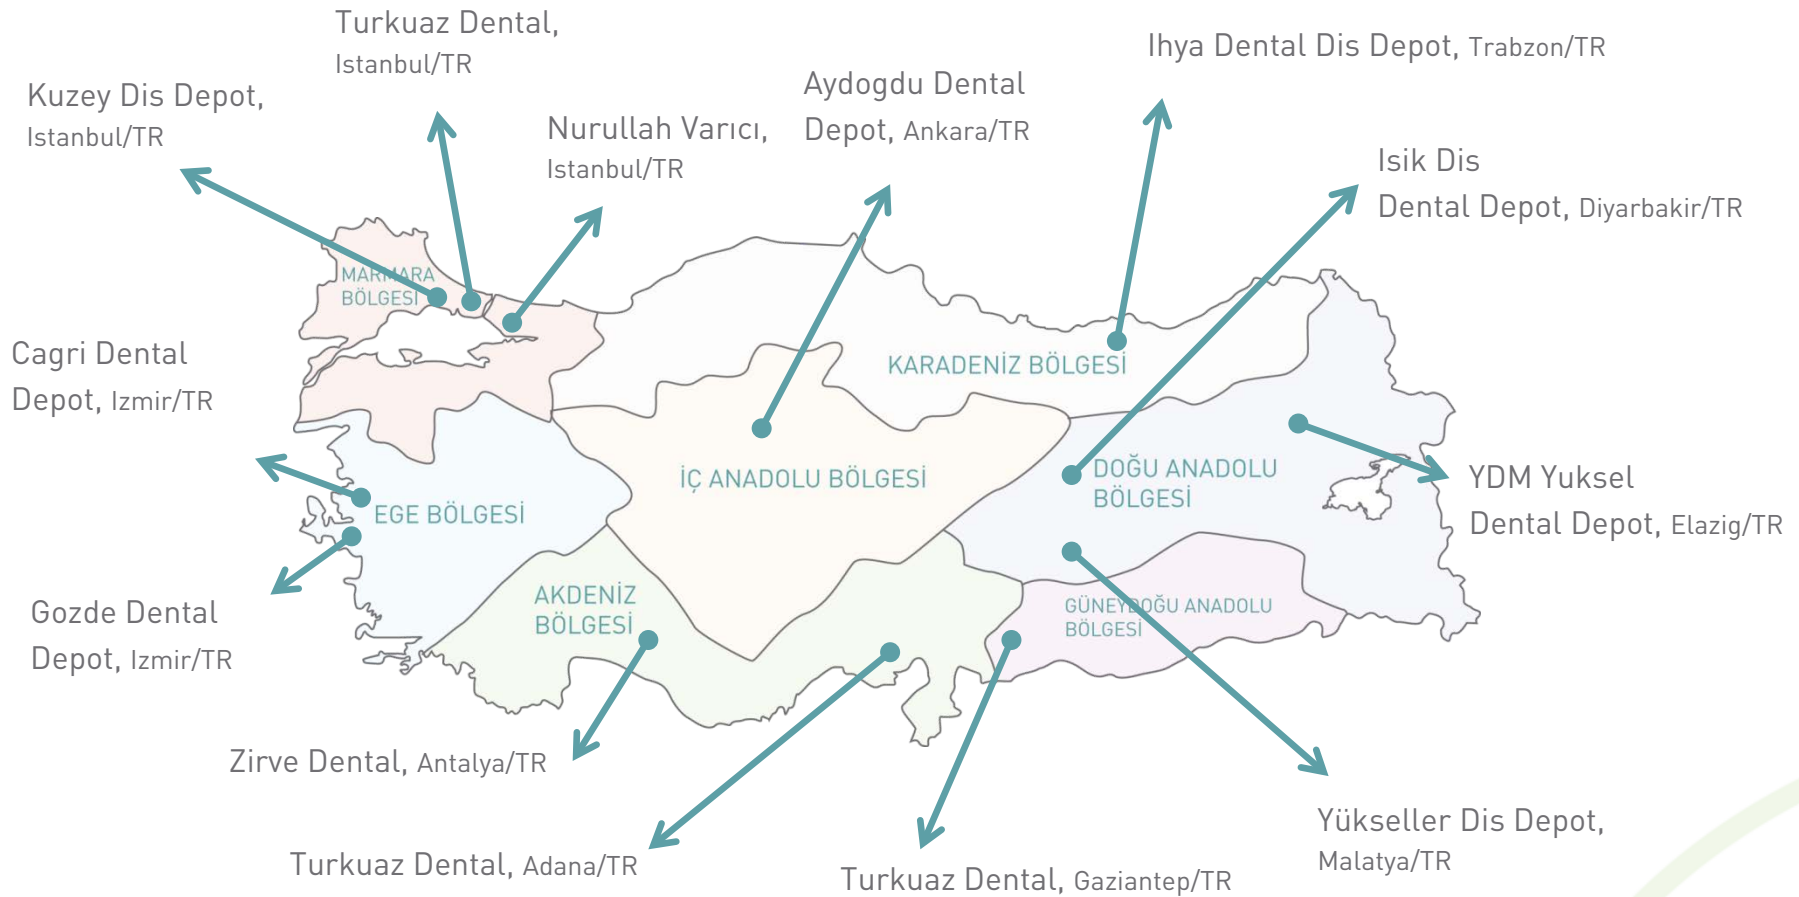 Turkuaz Dental,
Istanbul/TR
Kuzey Dis Depot,
Istanbul/TR
Nurullah Varıcı,
Istanbul/TR
Aydogdu Dental
Depot, Ankara/TR
Ihya Dental Dis Depot, Trabzon/TR
Isik Dis
Dental Depot, Diyarbakir/TR
MARMARA
BÖLGESİ
Cagri Dental
Depot, Izmir/TR
KARADENİZ BÖLGESİ
İÇ ANADOLU BÖLGESİ
DOĞU ANADOLU
BÖLGESİ
YDM Yuksel
Dental Depot, Elazig/TR
EGE BÖLGESİ
Gozde Dental
Depot, Izmir/TR
AKDENİZ
BÖLGESİ
GÜNEYDOĞU ANADOLU
BÖLGESİ
Zirve Dental, Antalya/TR
Turkuaz Dental, Adana/TR
Turkuaz Dental, Gaziantep/TR
Yükseller Dis Depot,
Malatya/TR